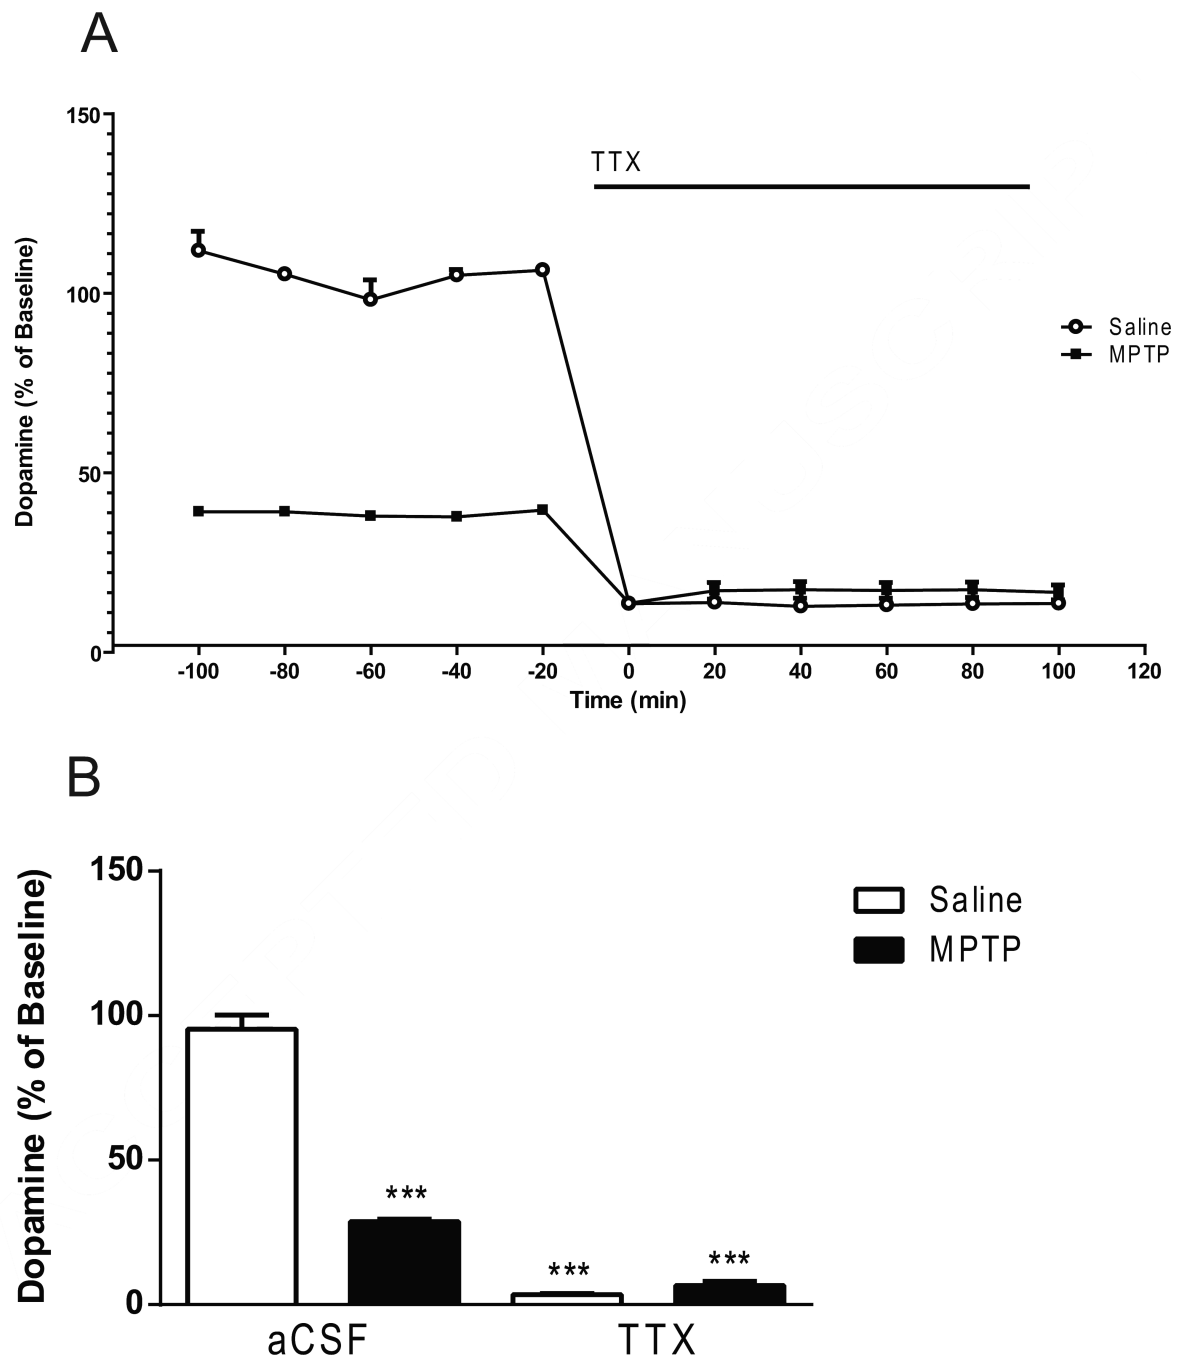 A
150
100
50
0
Dopamine (% of Baseline)
TTX
Saline
MPTP
-100 -80 -60 -40 -20 0 20 40 60 80 100 120
Time (min)
B
150
100
50
0
Dopamine (% of Baseline)
Saline
MPTP
***
***
***
aCSF TTX